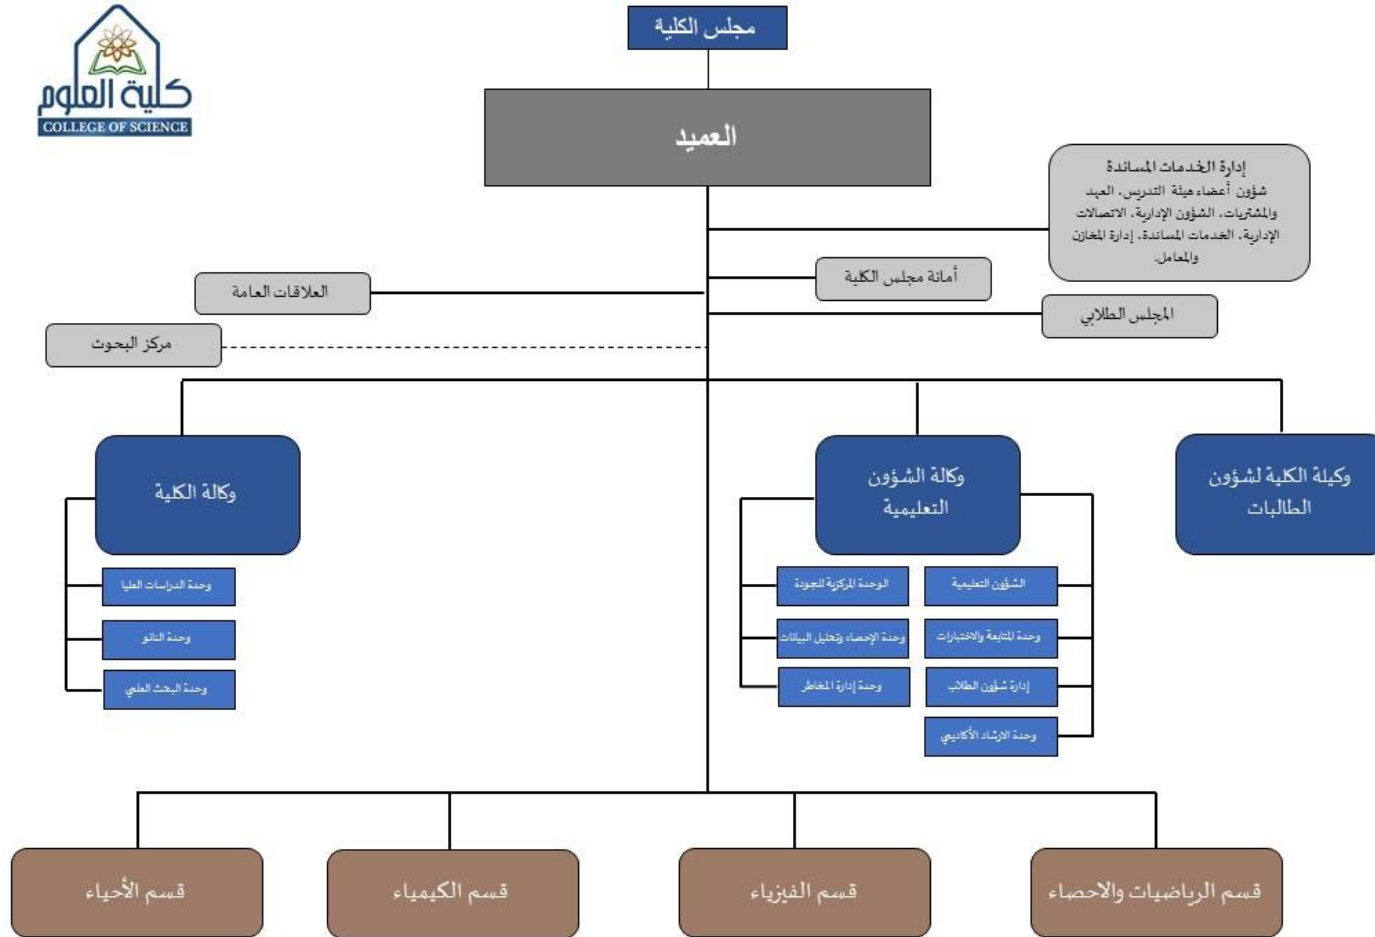 كلية العلوم
COLLEGE OF SCIENCE
مجلس الكلية
العميد
إدارة الخدمات المساندة
شؤون أعضاء هيئة التدريس، العهد
والمشتريات، الشؤون الإدارية، الاتصالات
الإدارية، الخدمات المساندة، إدارة المخازن
والمعامل.
أمانة مجلس الكلية
العلاقات العامة
المجلس الطلابي
مركز البحوث
وكيلة الكلية لشؤون
الطالبات
وكالة الشؤون
التعليمية
وكالة الكلية
الشؤون التعليمية
وحدة المتابعة والاختبارات
إدارة شؤون الطلاب
وحدة الارشاد الأكاديمي
الوحدة المركزية للجودة
وحدة الإحصاء وتحليل البيانات
وحدة إدارة المخاطر
وحدة الدراسات العليا
وحدة النانو
وحدة البحث العلمي
قسم الرياضيات والاحصاء
قسم الفيزياء
قسم الكيمياء
قسم الأحياء